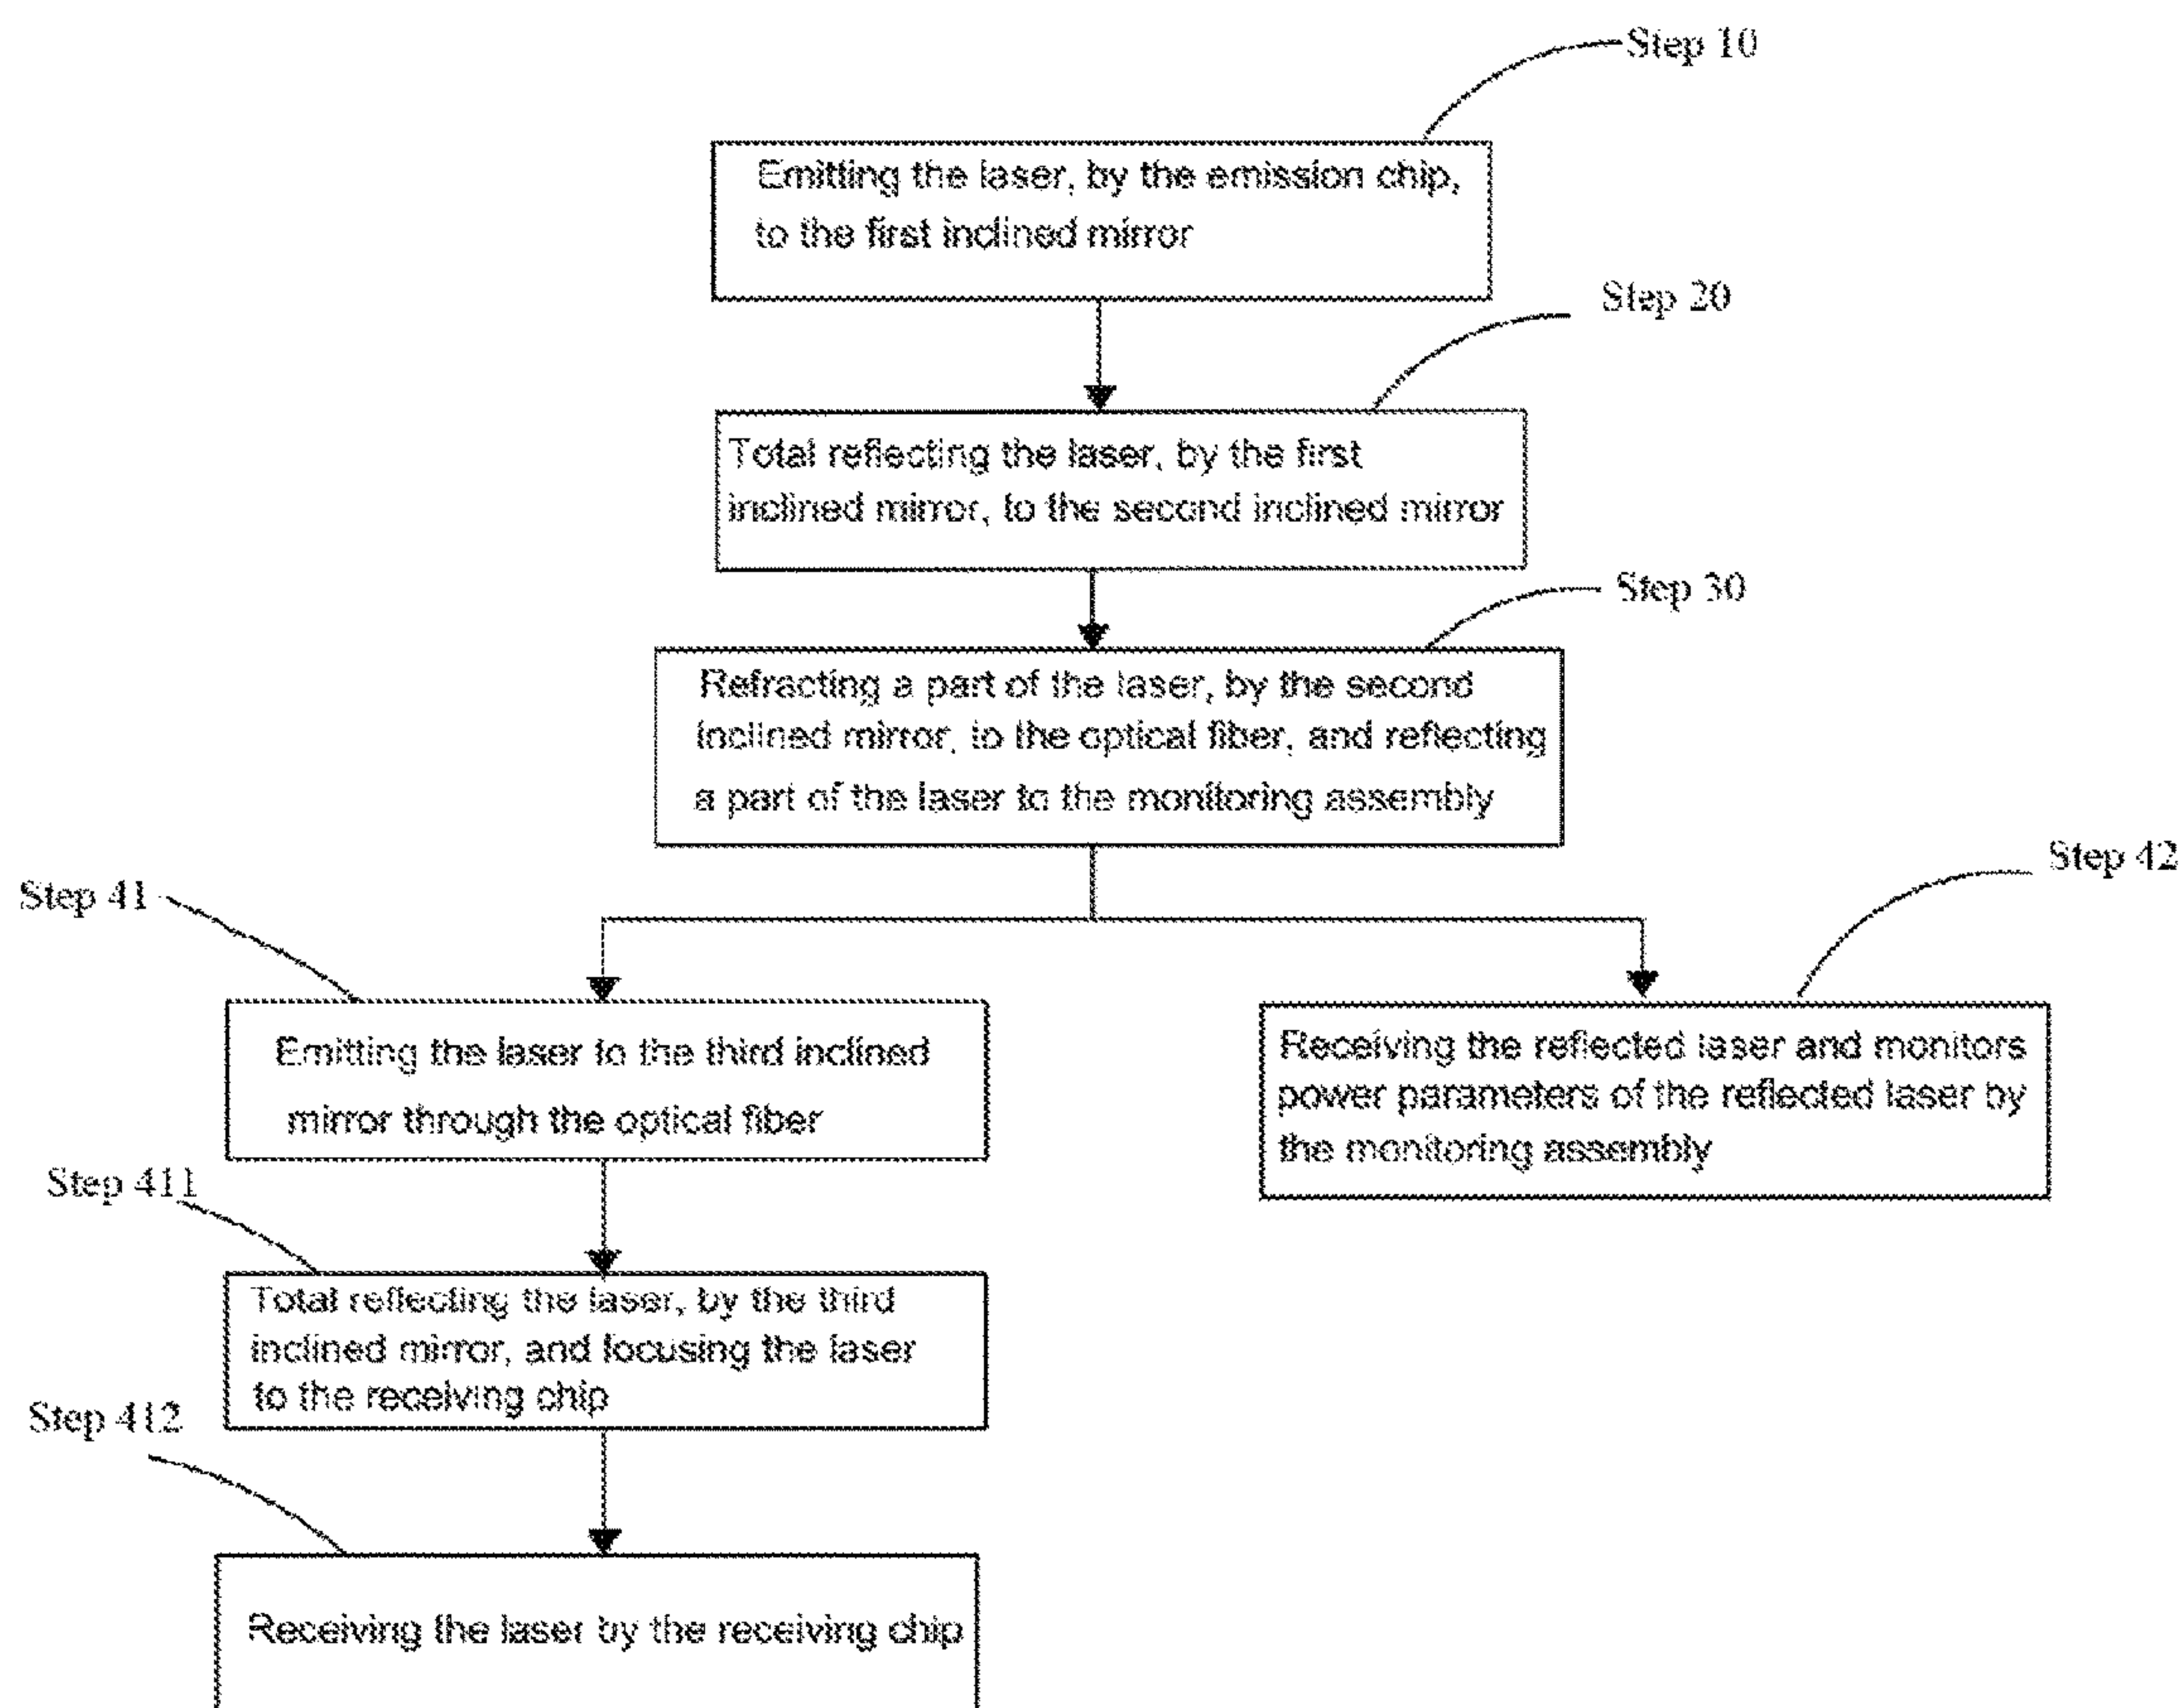 Step 10
Emitting the laser, by the emission chip,
to the first inclined mirror
Step 20
Total reflecting the laser, by the first
inclined mirror, to the second inclined mirror
Step 30
Refracting a part of the laser, by the second
inclined mirror, to the optical fiber, and reflecting
a part of the laser to the monitoring assembly
Step 41
Step 42
Emitting the laser to the third inclined
mirror through the optical fiber
Receiving the reflected laser and monitors
power parameters of the reflected laser by
the monitoring assembly
Step 411
Total reflecting the laser, by the third
inclined mirror, and focusing the laser
to the receiving chip
Step 412
Receiving the laser by the receiving chip